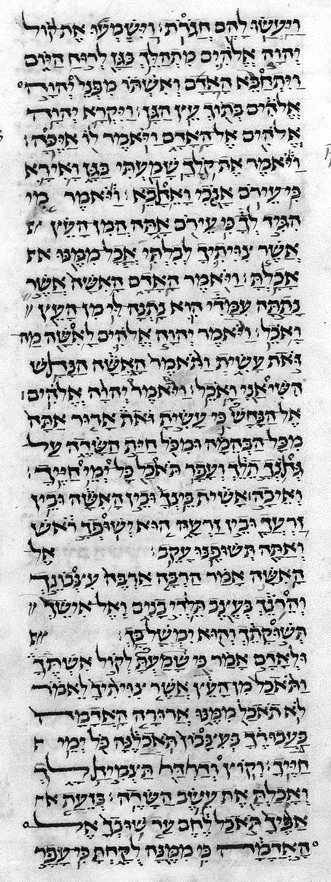 ויעשו להם חגרת: וישמעו את קול
יהוה אלהים מתהלך בגן לרוח היום
ויתחבא האדם ואשתו מפני יהוה
אלהים בתוך עץ הגן: ויקרא יהוה
אלהים אל האדם ויאמר לו איכה:
ויאמר את קלך שמעתי בגן ואירא
כי עירם אנכי ואחבא: ויאמר מי
הגיד לך כי עירם אתה המן העץ
אשר צויתיך לבלתי אכל ממנו
אכלת: ויאמר האדם האשה אשר
נתתה עמדי הוא נתנה לי מן העץ
ואכל: ויאמר יהוה אלהים לאשה מה
זאת עשית ותאמר האשה הנחש
השיאני ואכל: ויאמר יהוה אלהים
אל הנחש כי עשית זאת ארור אתה
מכל הבהמה ומכל חית השדה על
גחנך תלך ועפר תאכל כל ימי חייך:
ואיבה אשית בינך ובין האשה ובין
זרעך ובין זרעה הוא ישופך ראש
ואתה תשופנו עקב: אל
האשה אמר הרבה ארבה עצבונך
והרנך בעצב תלדי בנים ואל אישך
תשוקתך והוא ימשל בך:
ולאדם אמר כי שמעת לקול אשתך
ותאכל מן העץ אשר צויתיך לאמר
לא תאכל ממנו ארורה האדמה
בעבורך בעצבון תאכלנה כל ימי
חייך: וקוץ ודרדר תצמיח לך
ואכלת את עשב השדה: בזעת
אפיך תאכל לחם עד שובך אל
האדמה כי ממנה לקחת כי עפר